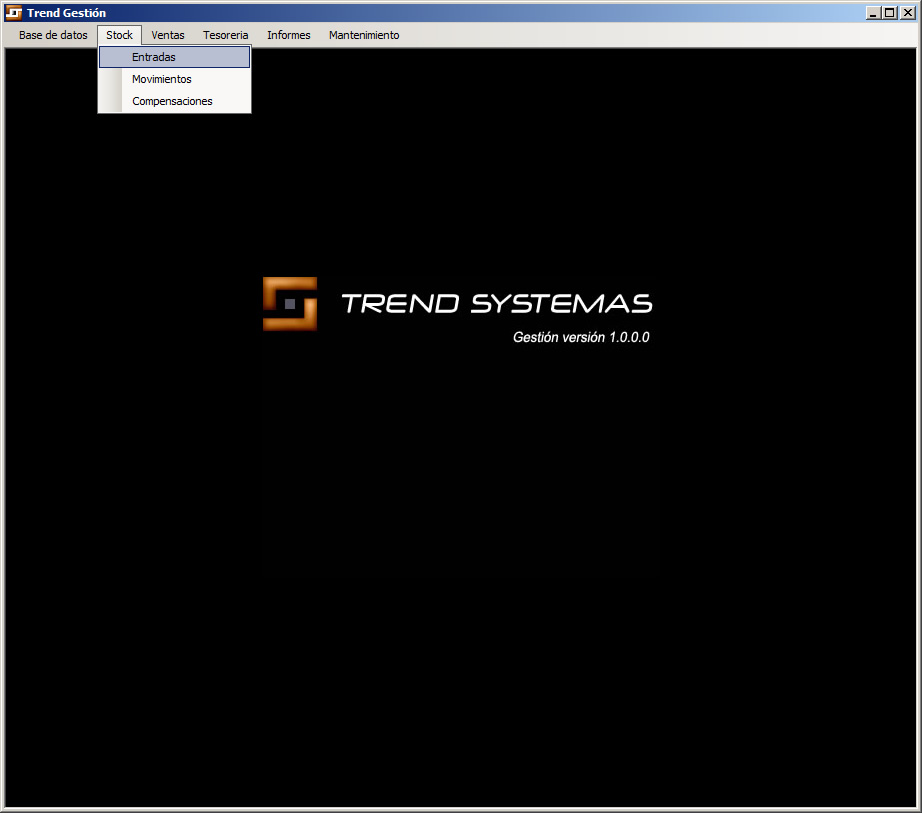 Trend Gestión
Base de datos Stock Ventas Tesoreria Informes Mantenimiento
Entradas
Movimientos
Compensaciones
TREND SYSTEMAS
Gestión versión 1.0.0.0